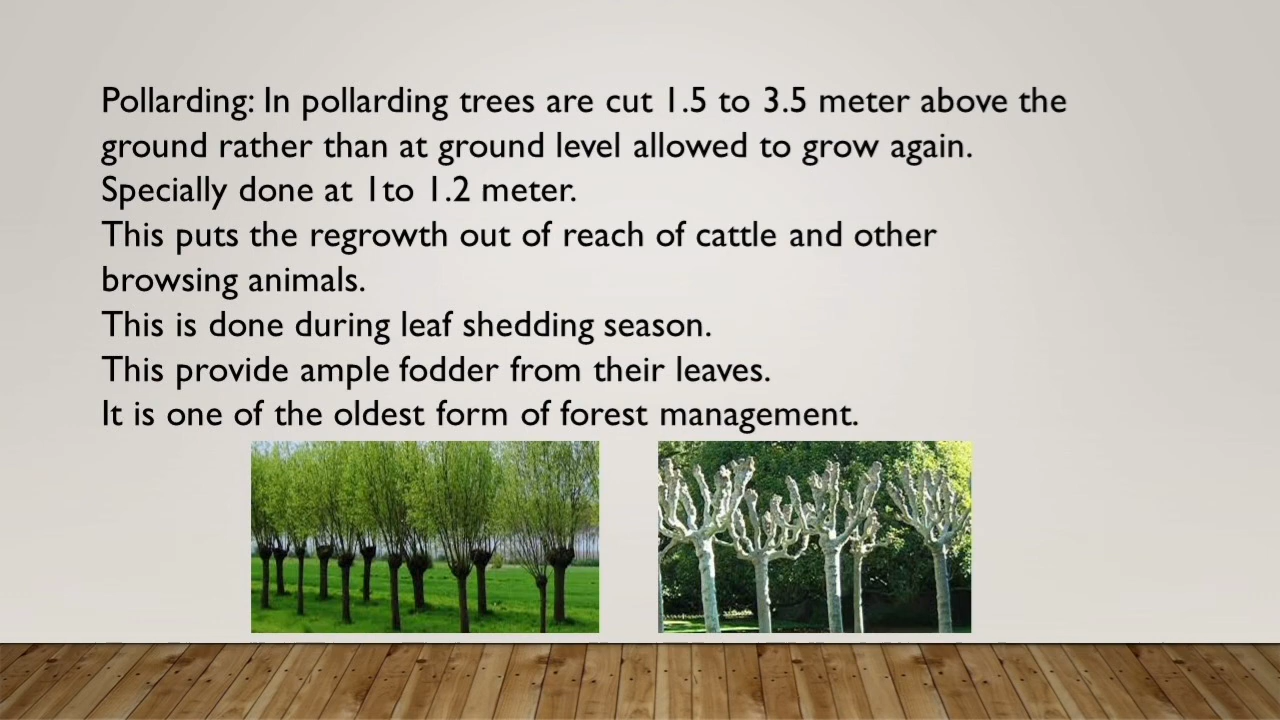 Pollarding: In pollarding trees are cut 1.5 to 3.5 meter above the
ground rather than at ground level allowed to grow again.
Specially done at 1to 1.2 meter.
This puts the regrowth out of reach of cattle and other
browsing animals.
This is done during leaf shedding season.
This provide ample fodder from their leaves.
It is one of the oldest form of forest management.